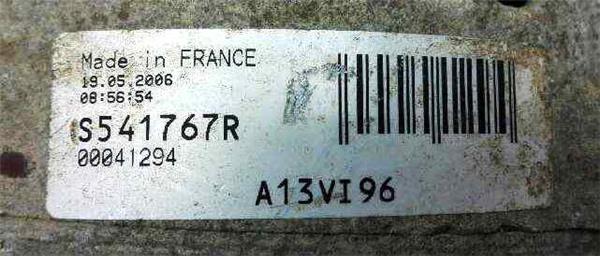 Made in FRANCE
19.05.2006
08:56:54
S541767R
00041294
A13VI96